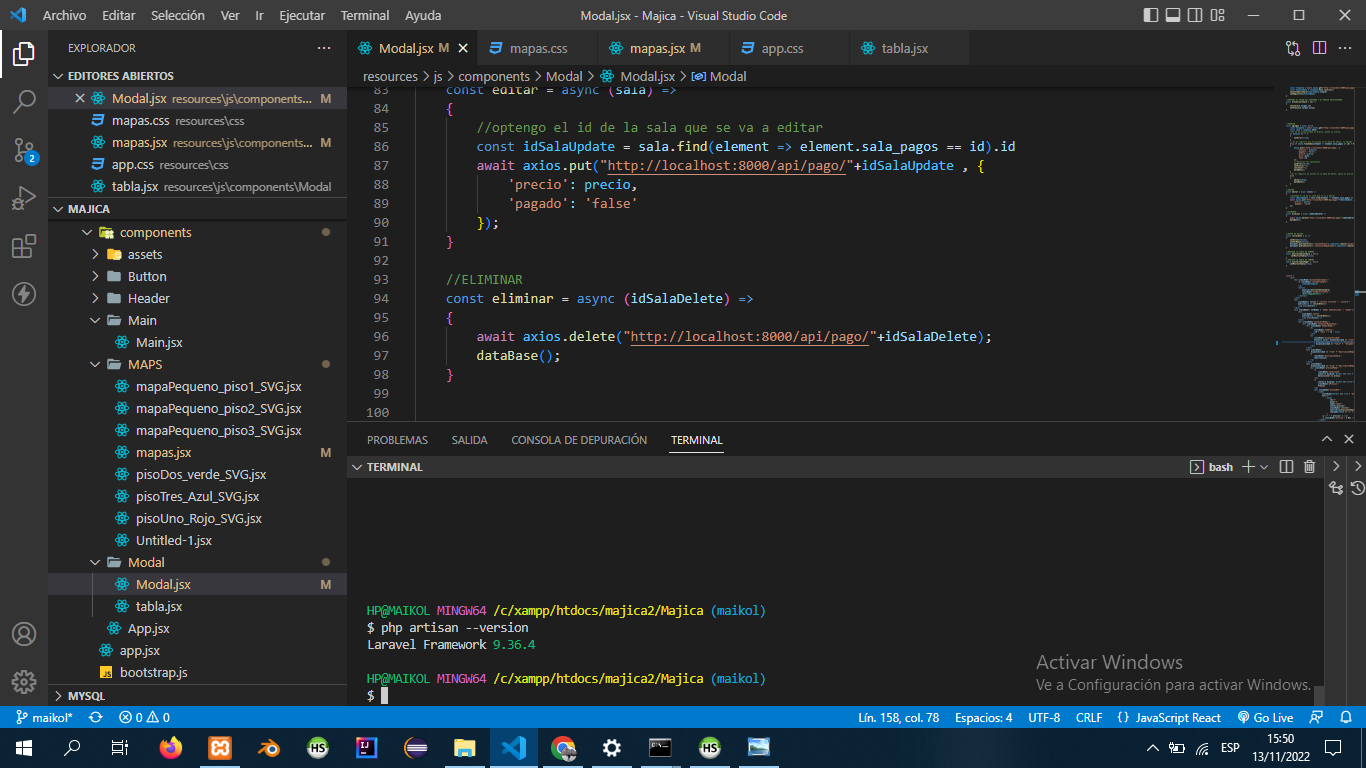 Archivo Editar Selección Ver Ir Ejecutar Terminal Ayuda
Modal.jsx - Majica - Visual Studio Code
EXPLORADOR
EDITORES ABIERTOS
Modal.jsx resources\js\components... M
mapas.css resources\css
mapas.jsx resources\js\components... M
app.css resources\css
tabla.jsx resources\js\components\Modal
MAJICA
components
assets
Button
Header
Main
Main.jsx
MAPS
mapaPequeno_piso1_SVG.jsx
mapaPequeno_piso2_SVG.jsx
mapaPequeno_piso3_SVG.jsx
mapas.jsx M
pisoDos_verde_SVG.jsx
pisoTres_Azul_SVG.jsx
pisoUno_Rojo_SVG.jsx
Untitled-1.jsx
Modal
Modal.jsx M
tabla.jsx
App.jsx
app.jsx
JS bootstrap.js
MYSQL
2
Modal.jsx M mapas.css mapas.jsx M app.css tabla.jsx
resources > js > components > Modal > Modal.jsx > Modal
83 const editar = async (sala) =>
84 {
85 //optengo el id de la sala que se va a editar
86 const idSalaUpdate = sala.find(element => element.sala_pagos == id).id
87 await axios.put("http://localhost:8000/api/pago/"+idSalaUpdate , {
88 'precio': precio,
89 'pagado': 'false'
90 });
91 }
92
93 //ELIMINAR
94 const eliminar = async (idSalaDelete) =>
95 {
96 await axios.delete("http://localhost:8000/api/pago/"+idSalaDelete);
97 dataBase();
98 }
99
100
PROBLEMAS SALIDA CONSOLA DE DEPURACIÓN TERMINAL
TERMINAL
bash
HP@MAIKOL MINGW64 /c/xampp/htdocs/majica2/Majica (maikol)
$ php artisan --version
Laravel Framework 9.36.4
HP@MAIKOL MINGW64 /c/xampp/htdocs/majica2/Majica (maikol)
$
Activar Windows
Ve a Configuración para activar Windows.
maikol* 0 0
Lín. 158, col. 78 Espacios: 4 UTF-8 CRLF {} JavaScript React Go Live
HS IJ HS
ESP
15:50
13/11/2022